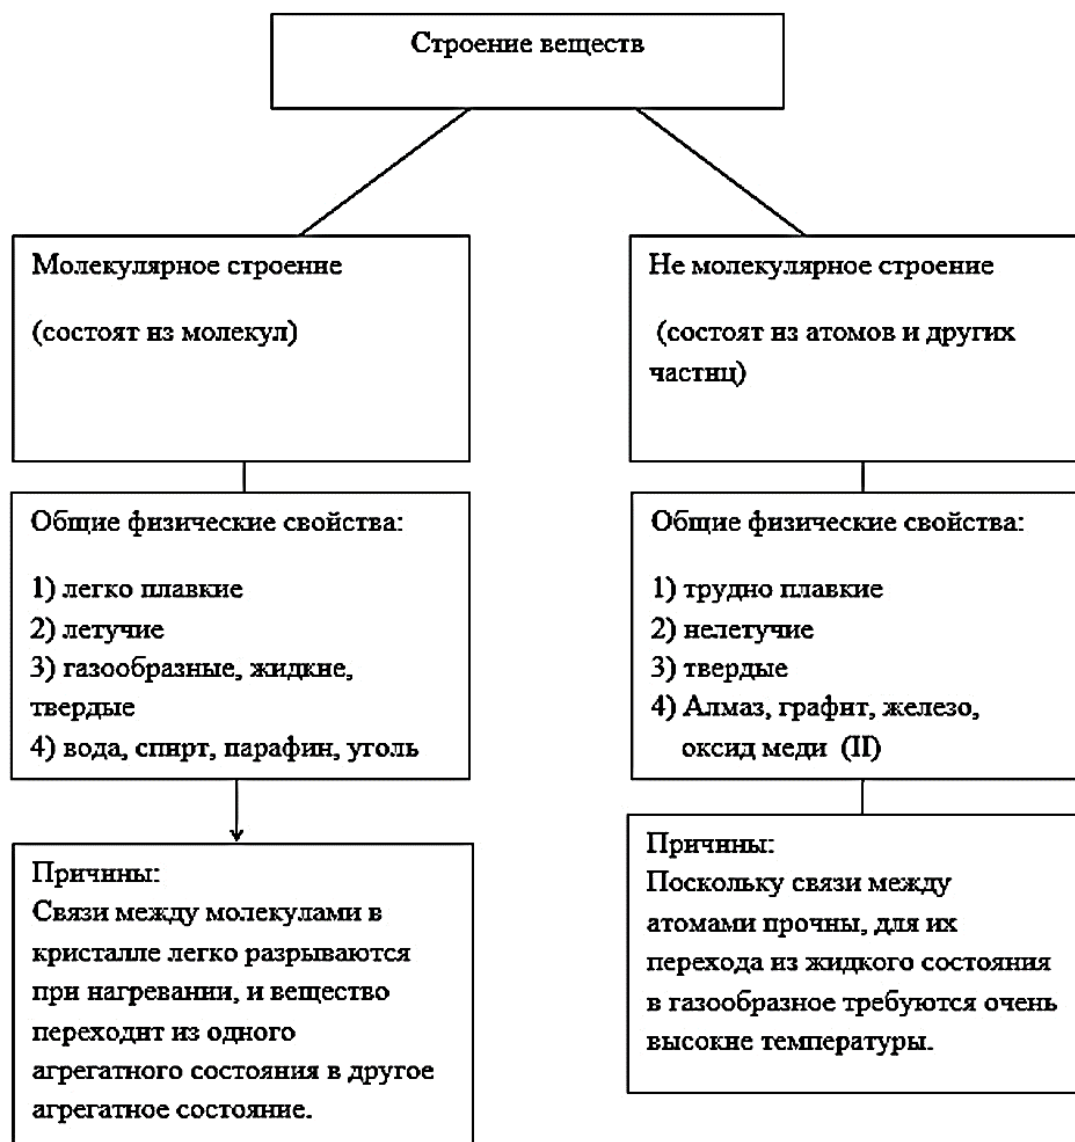 Строение веществ
Молекулярное строение
(состоят из молекул)
Общие физические свойства:
1) легко плавкие
2) летучие
3) газообразные, жидкие,
твердые
4) вода, спирт, парафин, уголь
Причины:
Связи между молекулами в
кристалле легко разрываются
при нагревании, и вещество
переходит из одного
агрегатного состояния в другое
агрегатное состояние.
Не молекулярное строение
(состоят из атомов и других
частиц)
Общие физические свойства:
1) трудно плавкие
2) нелетучие
3) твердые
4) Алмаз, графит, железо,
оксид меди (II)
Причины:
Поскольку связи между
атомами прочны, для их
перехода из жидкого состояния
в газообразное требуются очень
высокие температуры.